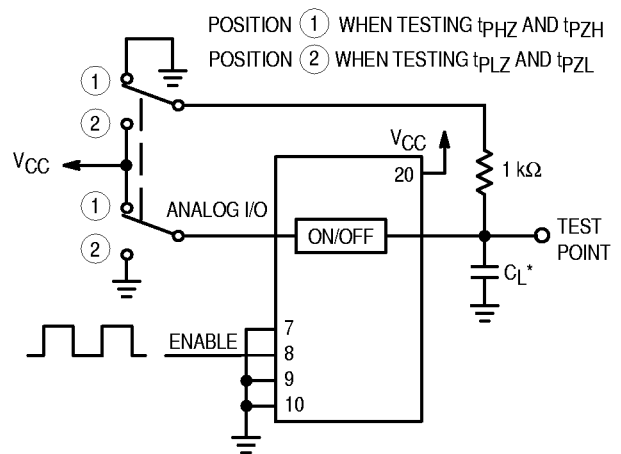 POSITION 1 WHEN TESTING tPHZ AND tPZH
POSITION 2 WHEN TESTING tPLZ AND tPZL
1
2
VCC
VCC
20
1 kΩ
1
ANALOG I/O
ON/OFF
TEST
POINT
2
CL*
7
ENABLE
8
9
10